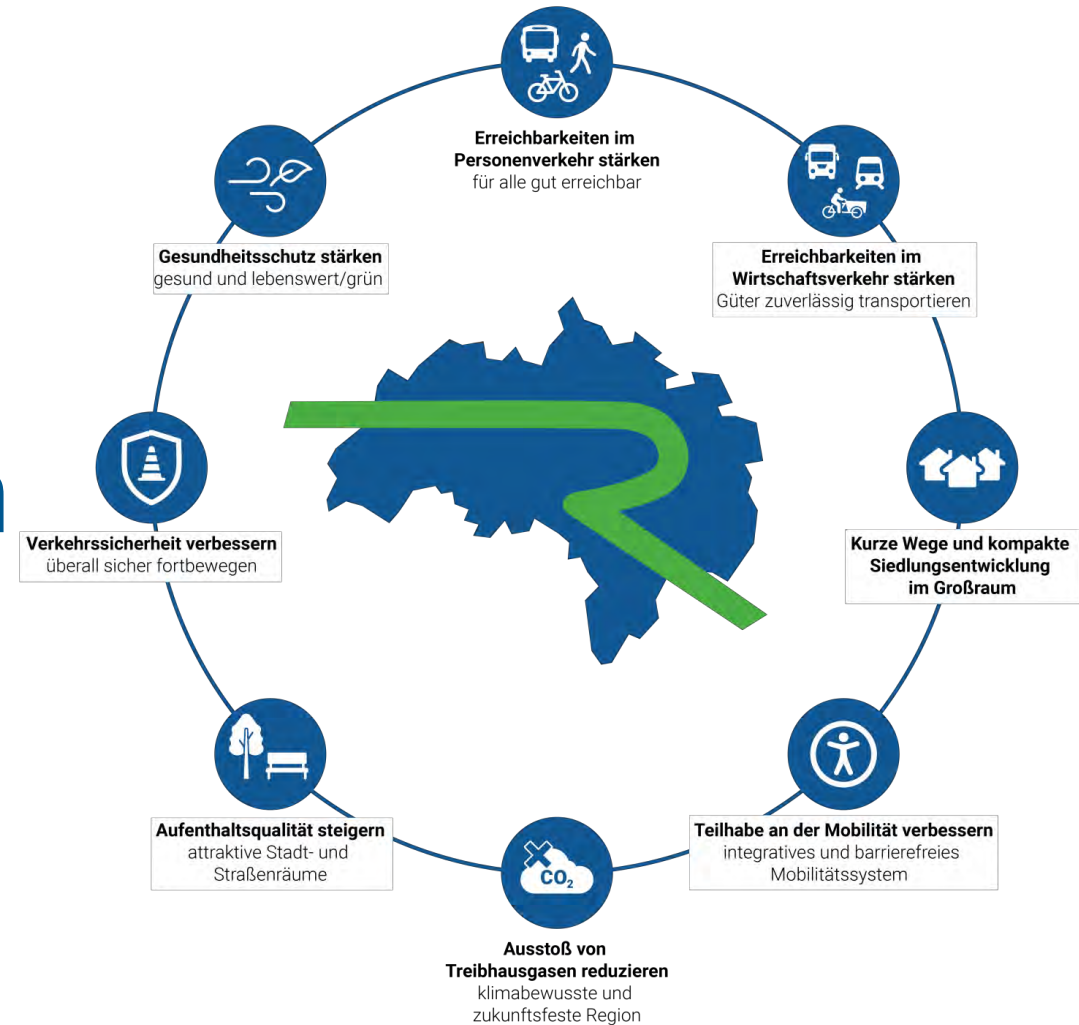 Erreichbarkeiten im
Personenverkehr stärken
für alle gut erreichbar
Erreichbarkeiten im
Wirtschaftsverkehr stärken
Güter zuverlässig transportieren
Kurze Wege und kompakte
Siedlungsentwicklung
im Großraum
Teilhabe an der Mobilität verbessern
integratives und barrierefreies
Mobilitätssystem
CO₂
Ausstoß von
Treibhausgasen reduzieren
klimabewusste und
zukunftsfeste Region
Aufenthaltsqualität steigern
attraktive Stadt- und
Straßenräume
Verkehrssicherheit verbessern
überall sicher fortbewegen
Gesundheitsschutz stärken
gesund und lebenswert/grün